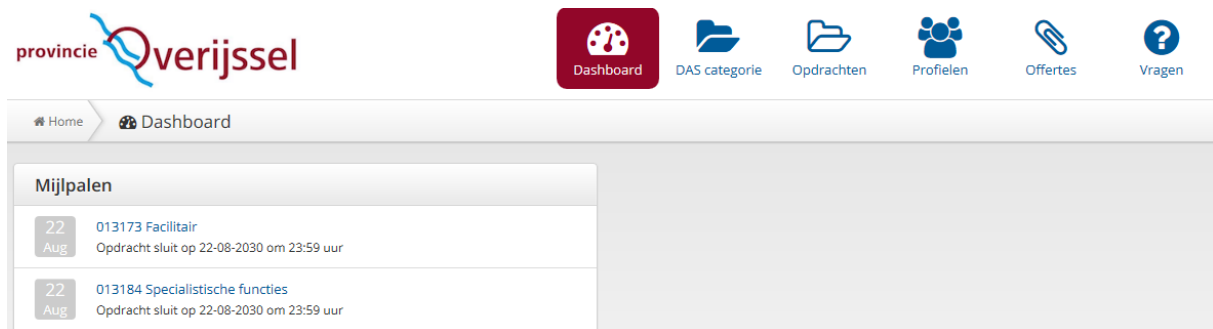 provincie Overijssel
Dashboard DAS categorie Opdrachten Profielen Offertes Vragen
Home Dashboard
Mijlpalen
22 Aug
013173 Facilitair
Opdracht sluit op 22-08-2030 om 23:59 uur
22 Aug
013184 Specialistische functies
Opdracht sluit op 22-08-2030 om 23:59 uur